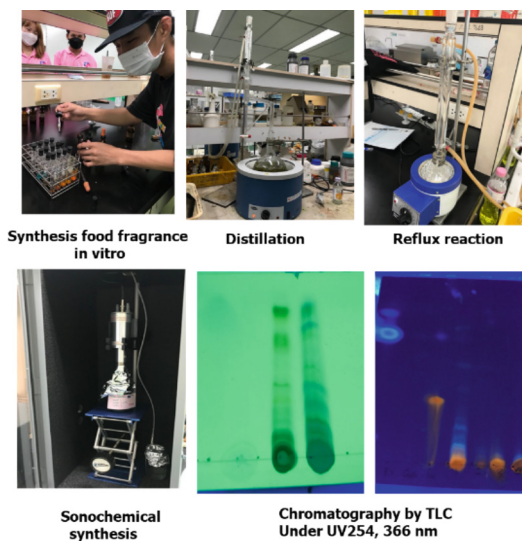 Synthesis food fragrance
in vitro
Distillation
Reflux reaction
Sonochemical
synthesis
Chromatography by TLC
Under UV254, 366 nm